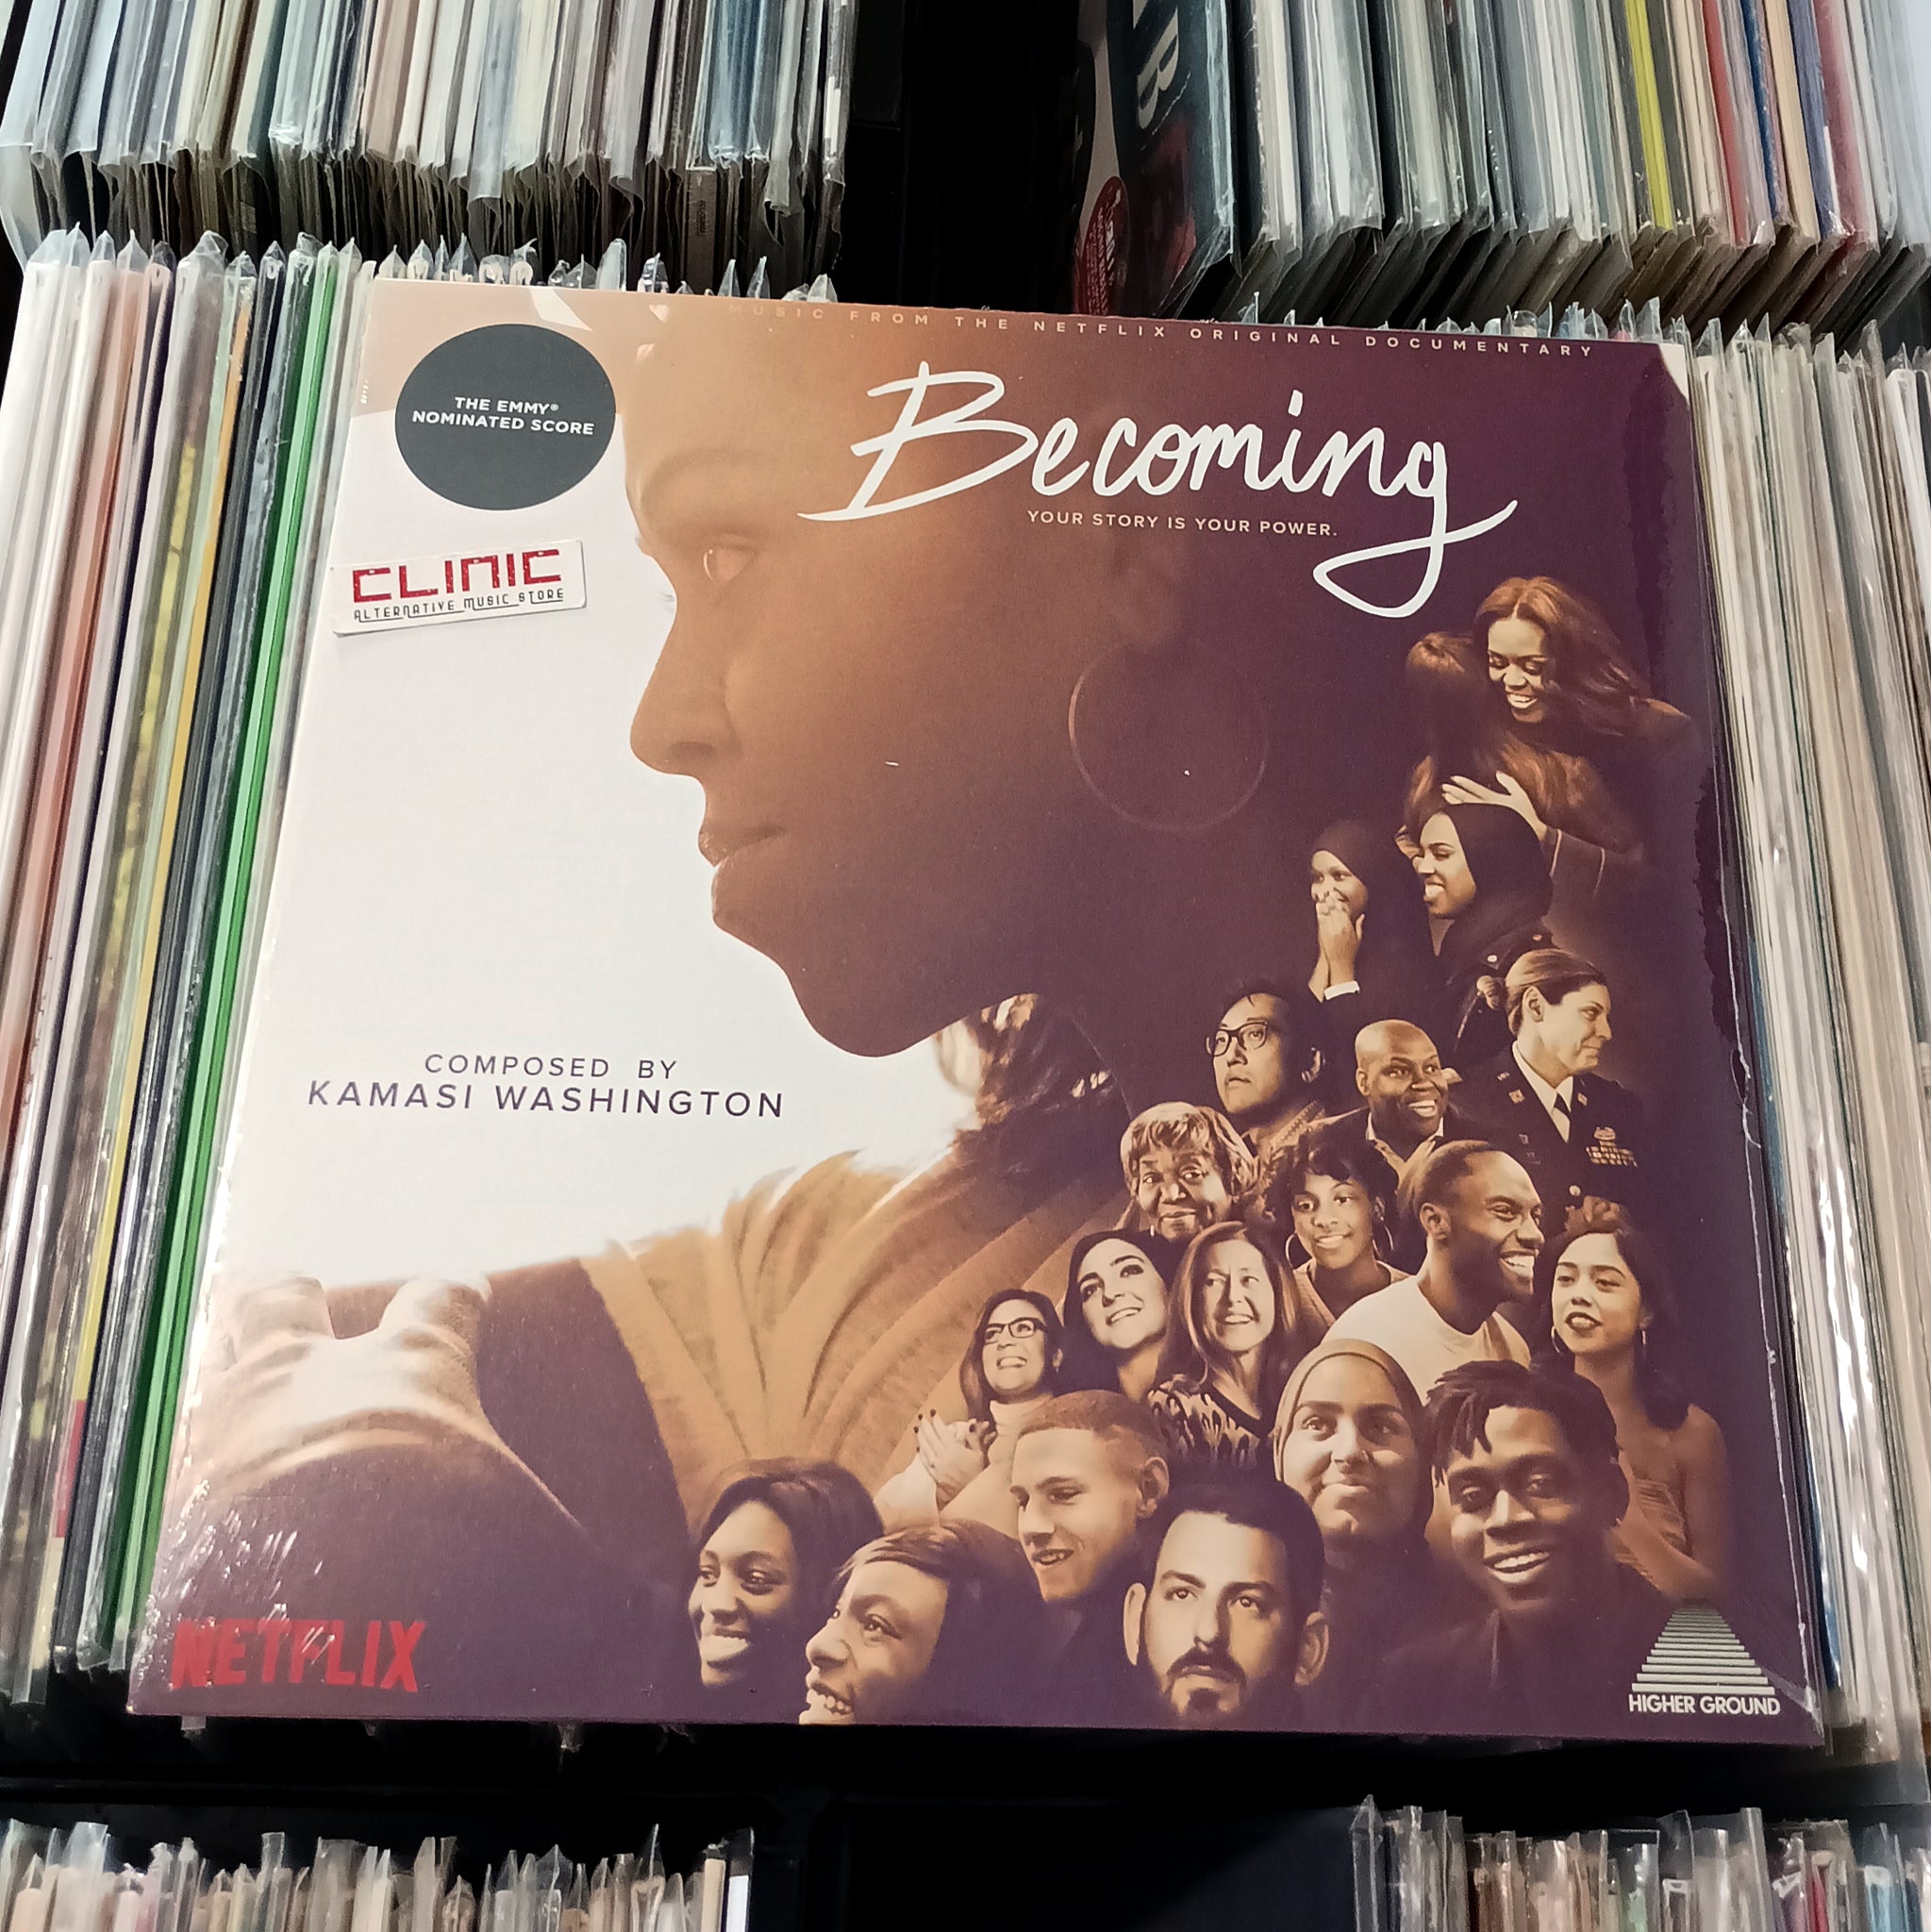 MUSIC FROM THE NETFLIX ORIGINAL DOCUMENTARY
THE EMMY®
NOMINATED SCORE
Becoming
YOUR STORY IS YOUR POWER.
CLINIC
ALTERNATIVE MUSIC STORE
COMPOSED BY
KAMASI WASHINGTON
NETFLIX
HIGHER GROUND